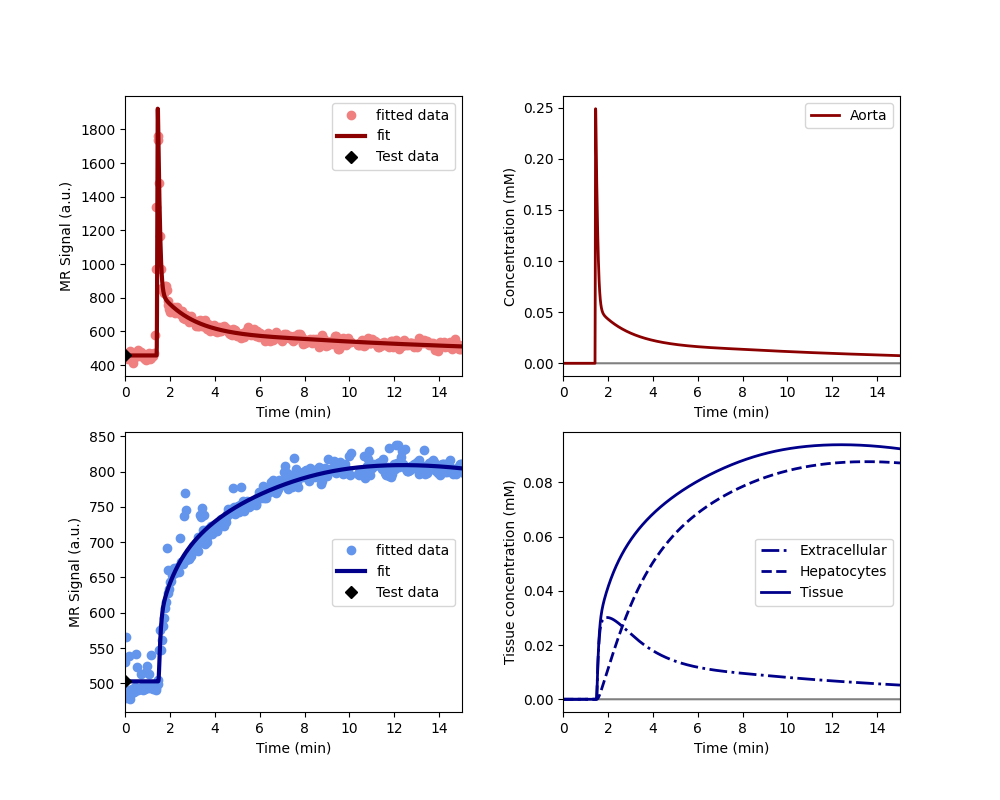 MR Signal (a.u.)
1800
1600
1400
1200
1000
800
600
400
fitted data
fit
Test data
0 2 4 6 8 10 12 14
Time (min)
Concentration (mM)
0.25
0.20
0.15
0.10
0.05
0.00
Aorta
0 2 4 6 8 10 12 14
Time (min)
MR Signal (a.u.)
850
800
750
700
650
600
550
500
fitted data
fit
Test data
0 2 4 6 8 10 12 14
Time (min)
Tissue concentration (mM)
0.08
0.06
0.04
0.02
0.00
Extracellular
Hepatocytes
Tissue
0 2 4 6 8 10 12 14
Time (min)